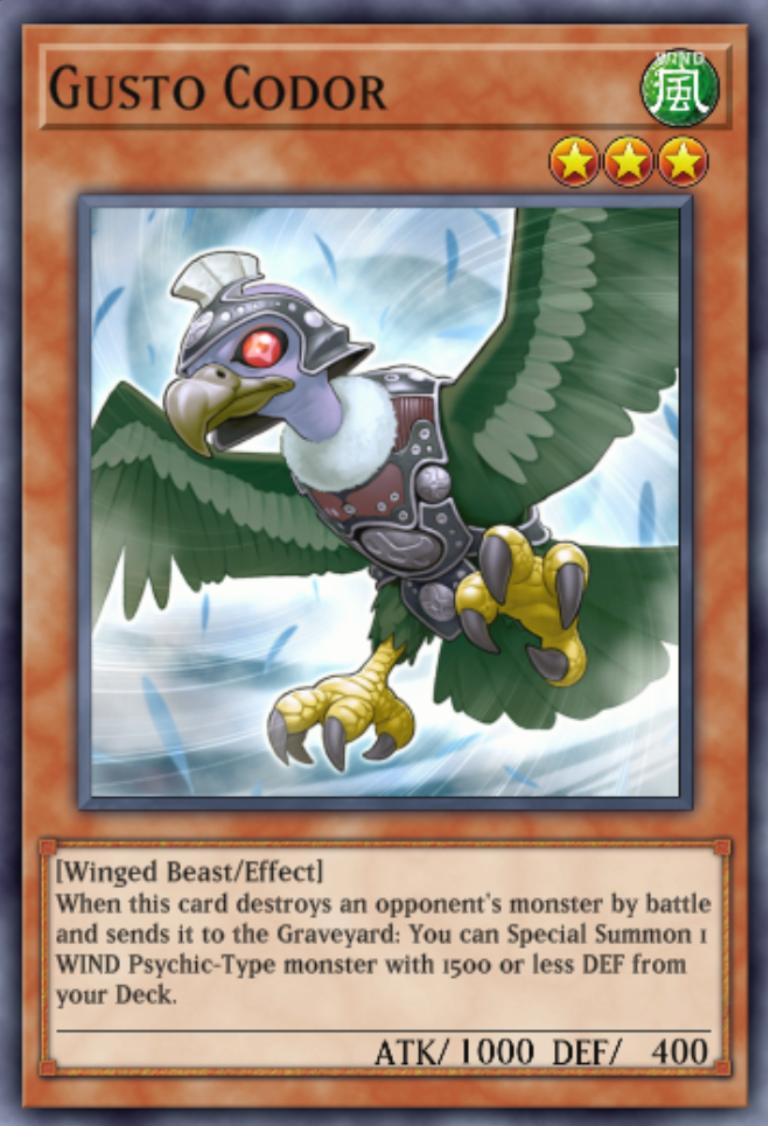 Gusto Codor
WIND
風
[Winged Beast/Effect]
When this card destroys an opponent's monster by battle
and sends it to the Graveyard: You can Special Summon 1
WIND Psychic-Type monster with 1500 or less DEF from
your Deck.
ATK/ 1000 DEF/ 400